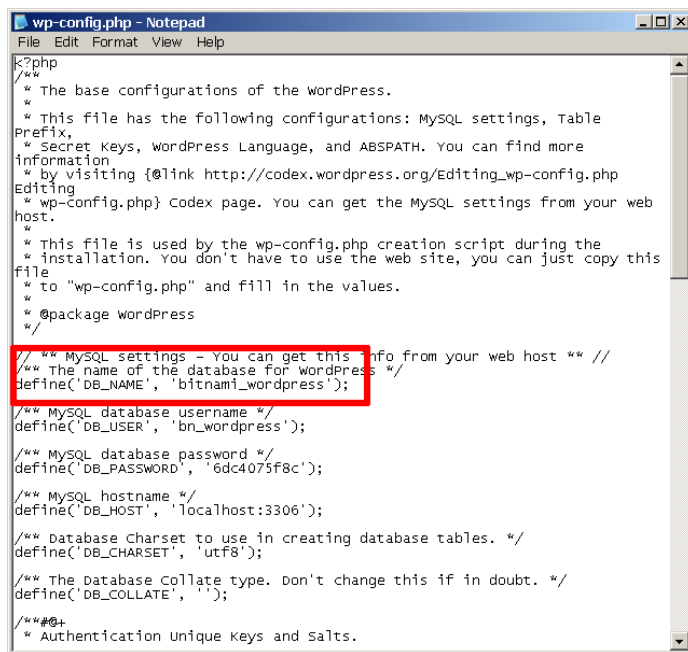 wp-config.php - Notepad
File Edit Format View Help
<?php
/**
 * The base configurations of the WordPress.
 *
 * This file has the following configurations: MySQL settings, Table
Prefix,
 * Secret Keys, WordPress Language, and ABSPATH. You can find more
information
 * by visiting {@link http://codex.wordpress.org/Editing_wp-config.php
Editing
 * wp-config.php} Codex page. You can get the MySQL settings from your web
host.
 *
 * This file is used by the wp-config.php creation script during the
 * installation. You don't have to use the web site, you can just copy this
file
 * to "wp-config.php" and fill in the values.
 *
 * @package WordPress
 */
// ** MySQL settings - You can get this info from your web host ** //
/** The name of the database for WordPress */
define('DB_NAME', 'bitnami_wordpress');
/** MySQL database username */
define('DB_USER', 'bn_wordpress');
/** MySQL database password */
define('DB_PASSWORD', '6dc4075f8c');
/** MySQL hostname */
define('DB_HOST', 'localhost:3306');
/** Database Charset to use in creating database tables. */
define('DB_CHARSET', 'utf8');
/** The Database Collate type. Don't change this if in doubt. */
define('DB_COLLATE', '');
/**#@+
 * Authentication Unique Keys and Salts.